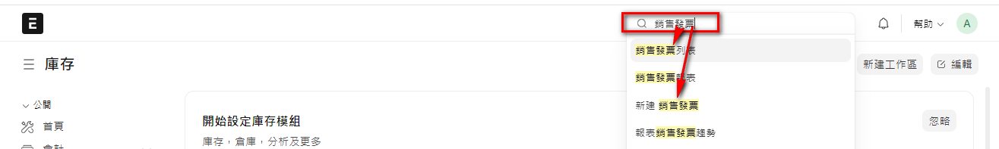 E
銷售發票
幫助
A
銷售發票列表
庫存
新建工作區
編輯
銷售發票報表
公開
新建 銷售發票
首頁
開始設定庫存模組
忽略
報表銷售發票趨勢
庫存，倉庫，分析及更多
會計